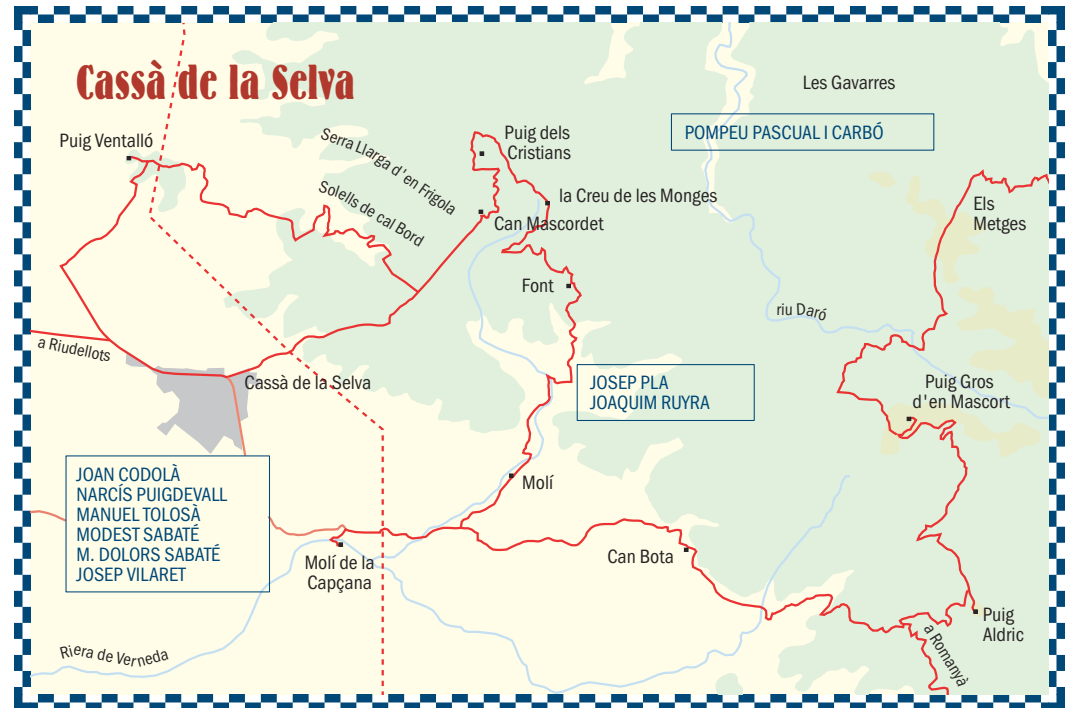 Cassà de la Selva
Les Gavarres
Puig Ventalló
Serra Llarga d'en Frigola
Puig dels
Cristians
POMPEU PASCUAL I CARBÓ
Solells de cal Bord
la Creu de les Monges
Can Mascordet
Els
Metges
Font
riu Daró
a Riudellots
Cassà de la Selva
JOSEP PLA
JOAQUIM RUYRA
Puig Gros
d'en Mascort
JOAN CODOLÀ
NARCÍS PUIGDEVALL
MANUEL TOLOSÀ
MODEST SABATÉ
M. DOLORS SABATÉ
JOSEP VILARET
Molí
Molí de la
Capçana
Can Bota
Puig
Aldric
a Romanyà
Riera de Verneda